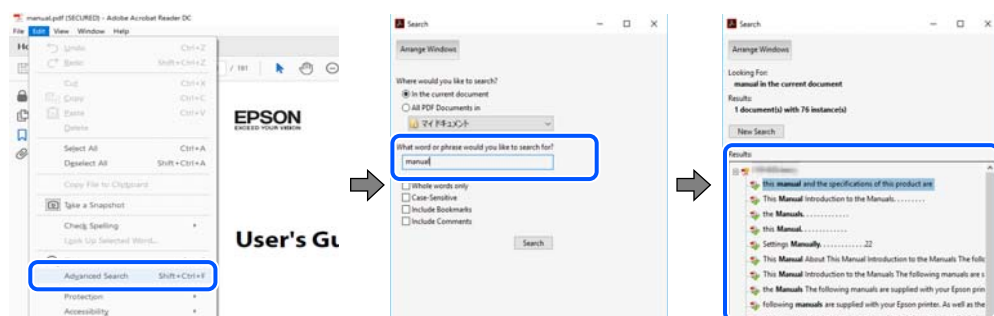 manual.pdf (SECURED) - Adobe Acrobat Reader DC
File Edit View Window Help
Undo Ctrl+Z
Redo Shift+Ctrl+Z
Cut Ctrl+X
Copy Ctrl+C
Paste Ctrl+V
Delete
Select All Ctrl+A
Deselect All Shift+Ctrl+A
Copy File to Clipboard
Take a Snapshot
Check Spelling
Look Up Selected Word...
Advanced Search Shift+Ctrl+F
Protection
Accessibility
/ 181
EPSON
EXCEED YOUR VISION
User's Gu
Search
Arrange Windows
Where would you like to search?
In the current document
All PDF Documents in
マイ ドキュメント
What word or phrase would you like to search for?
manual
Whole words only
Case-Sensitive
Include Bookmarks
Include Comments
Search
Search
Arrange Windows
Looking For:
manual in the current document
Results:
1 document(s) with 76 instance(s)
New Search
Results:
this manual and the specifications of this product are
This Manual Introduction to the Manuals. . . . . . . . .
the Manuals. . . . . . . . . . . . .
this Manual. . . . . . . . . . . . .
Settings Manually. . . . . . . . . . . . .22
This Manual About This Manual Introduction to the Manuals The follo
This Manual Introduction to the Manuals The following manuals are s
the Manuals The following manuals are supplied with your Epson prin
following manuals are supplied with your Epson printer. As well as the